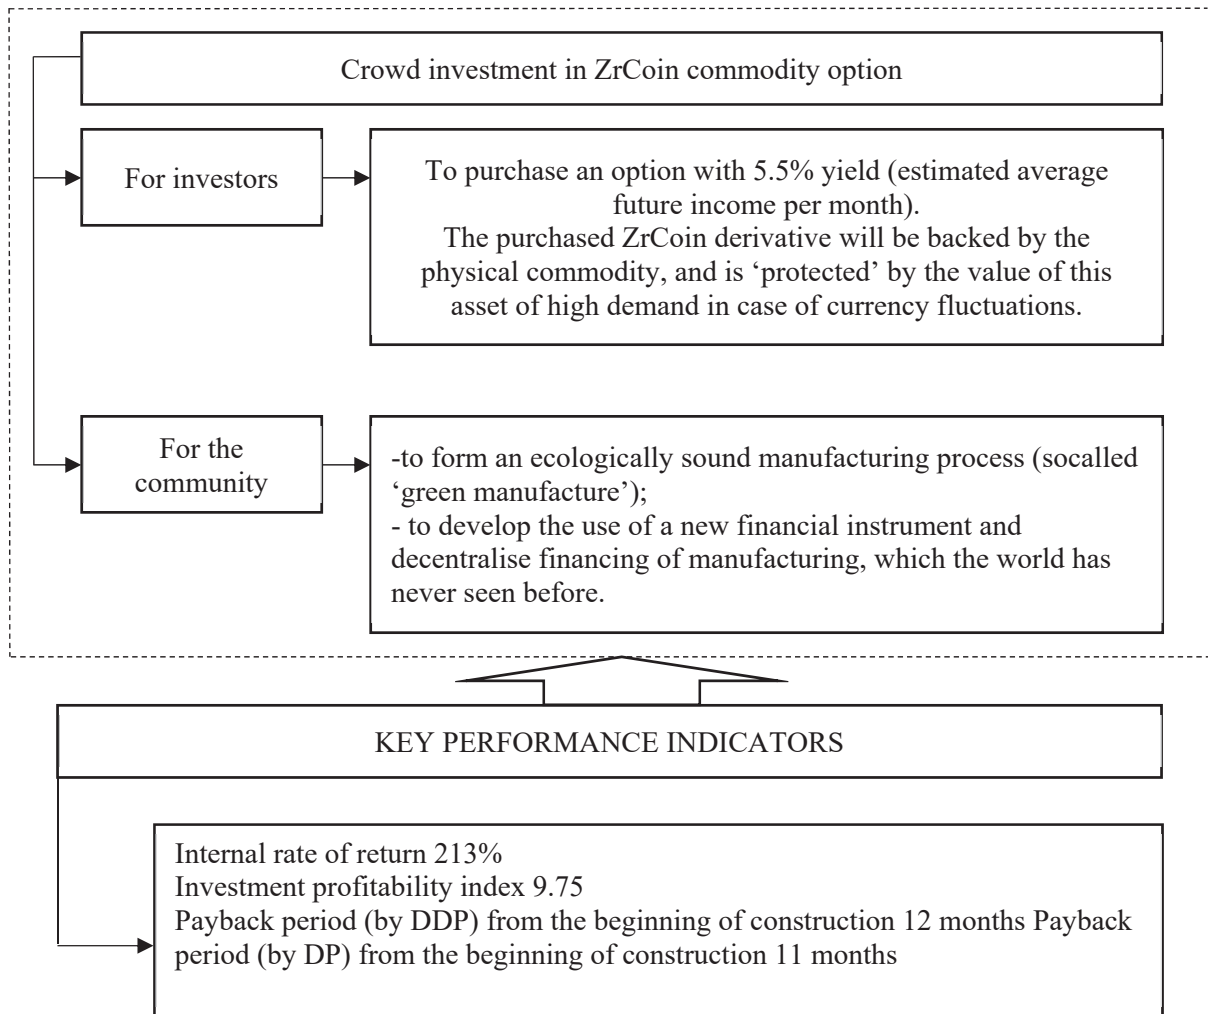 Crowd investment in ZrCoin commodity option
For investors
To purchase an option with 5.5% yield (estimated average
future income per month).
The purchased ZrCoin derivative will be backed by the
physical commodity, and is ‘protected’ by the value of this
asset of high demand in case of currency fluctuations.
For the
community
-to form an ecologically sound manufacturing process (socalled
‘green manufacture’);
- to develop the use of a new financial instrument and
decentralise financing of manufacturing, which the world has
never seen before.
KEY PERFORMANCE INDICATORS
Internal rate of return 213%
Investment profitability index 9.75
Payback period (by DDP) from the beginning of construction 12 months Payback
period (by DP) from the beginning of construction 11 months